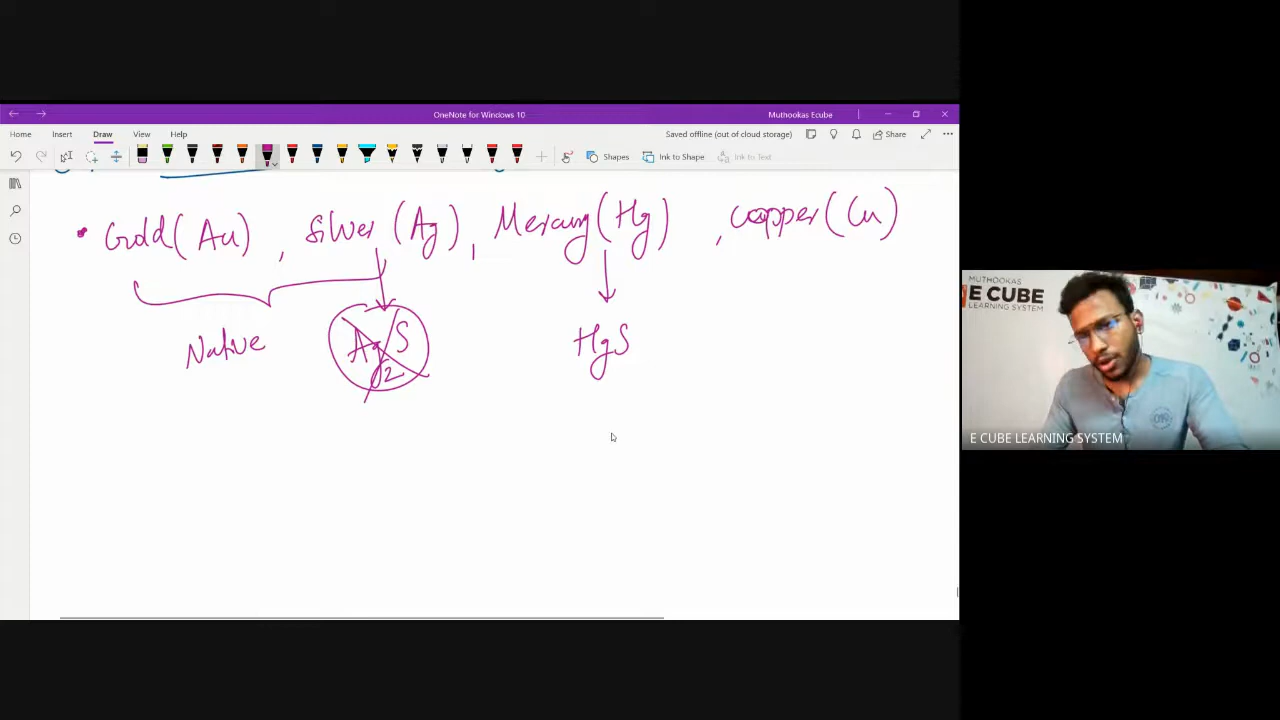 OneNote for Windows 10
Muthookas Ecube
Home Insert Draw View Help
Saved offline (out of cloud storage)
Share
Shapes
Ink to Shape
Ink to Text
• Gold (Au) , Silver (Ag) , Mercury (Hg) , copper (Cu)
Native
Ag2S
HgS
MUTHOOKAS
E CUBE
LEARNING SYSTEM
E CUBE LEARNING SYSTEM